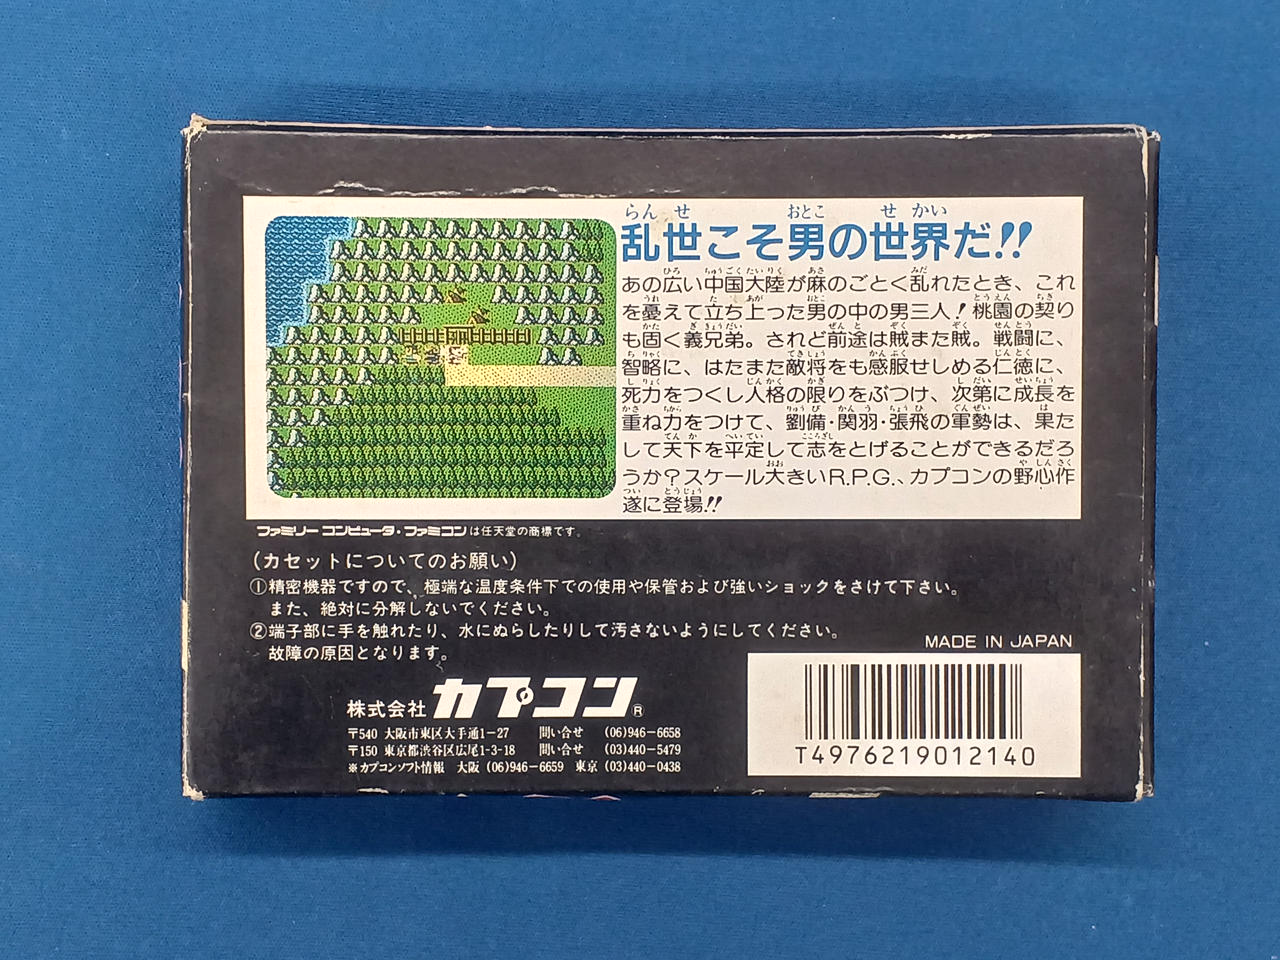 乱世こそ男の世界だ!!
らん せ おとこ せ かい
あの広い中国大陸が麻のごとく乱れたとき、これ
を憂えて立ち上った男の中の男三人!桃園の契り
も固く義兄弟。されど前途は賊また賊。戦闘に、
智略に、はたまた敵将をも感服せしめる仁徳に、
死力をつくし人格の限りをぶつけ、次第に成長を
重ね力をつけて、劉備・関羽・張飛の軍勢は、果た
して天下を平定して志をとげることができるだろ
うか?スケール大きいR.P.G.、カプコンの野心作
遂に登場!!
ファミリーコンピュータ・ファミコンは任天堂の商標です。
(カセットについてのお願い)
①精密機器ですので、極端な温度条件下での使用や保管および強いショックをさけて下さい。
また、絶対に分解しないでください。
②端子部に手を触れたり、水にぬらしたりして汚さないようにしてください。
故障の原因となります。
MADE IN JAPAN
株式会社カプコン®
〒540 大阪市東区大手通1-27 問い合せ (06)946-6658
〒150 東京都渋谷区広尾1-3-18 問い合せ (03)440-5479
※カプコンソフト情報 大阪 (06)946-6659 東京 (03)440-0438
T4976219012140